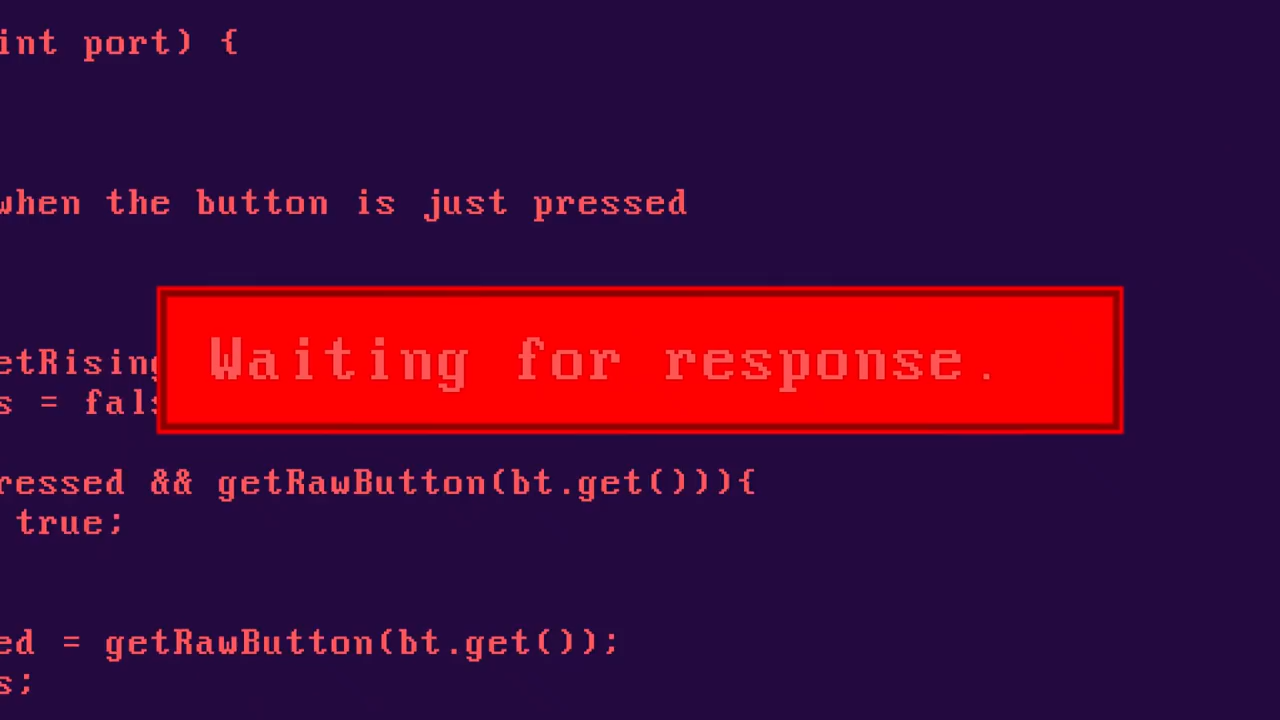 int port) {
when the button is just pressed
Waiting for response.
etRising
s = fals
ressed && getRawButton(bt.get())){
true;
ed = getRawButton(bt.get());
s;